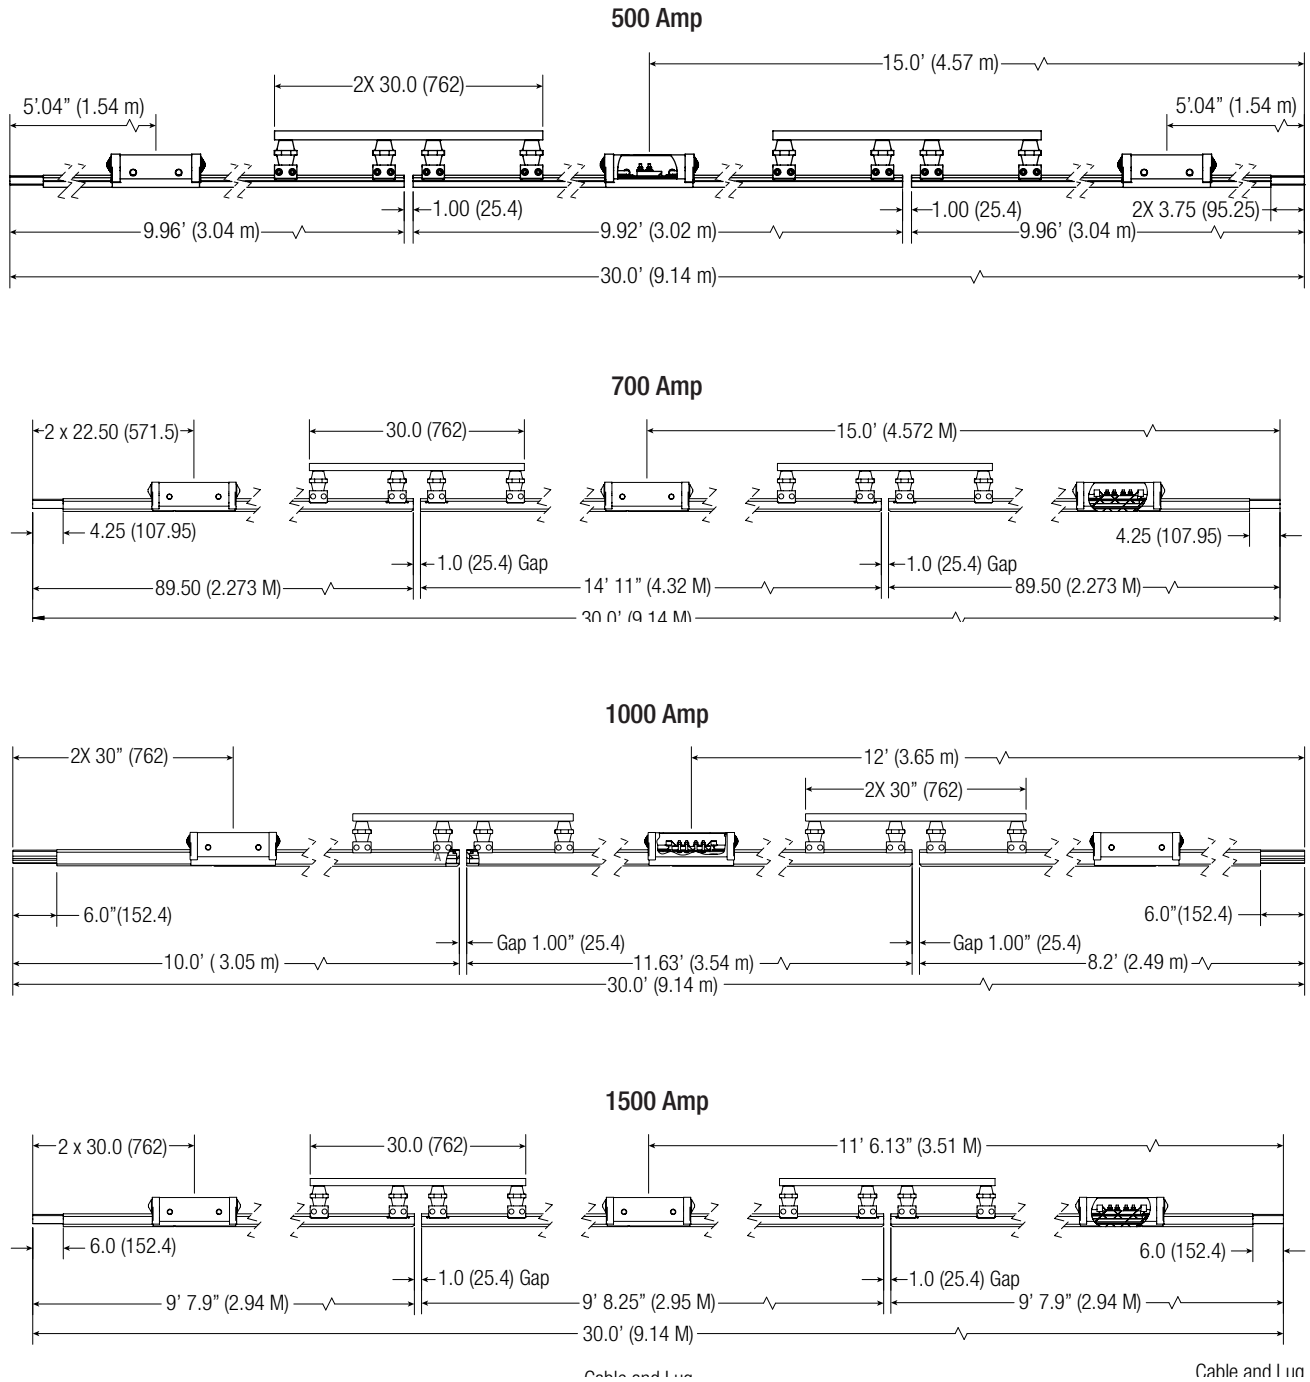 500 Amp
15.0’ (4.57 m)
2X 30.0 (762)
5’.04” (1.54 m)
5’.04” (1.54 m)
1.00 (25.4)
1.00 (25.4)
2X 3.75 (95.25)
9.96’ (3.04 m)
9.92’ (3.02 m)
9.96’ (3.04 m)
30.0’ (9.14 m)
700 Amp
2 x 22.50 (571.5)
30.0 (762)
15.0’ (4.572 M)
4.25 (107.95)
4.25 (107.95)
1.0 (25.4) Gap
1.0 (25.4) Gap
89.50 (2.273 M)
14’ 11” (4.32 M)
89.50 (2.273 M)
30.0’ (9.14 M)
1000 Amp
2X 30” (762)
12’ (3.65 m)
2X 30” (762)
A
6.0”(152.4)
6.0”(152.4)
Gap 1.00” (25.4)
Gap 1.00” (25.4)
10.0’ ( 3.05 m)
11.63’ (3.54 m)
8.2’ (2.49 m)
30.0’ (9.14 m)
1500 Amp
2 x 30.0 (762)
30.0 (762)
11’ 6.13” (3.51 M)
6.0 (152.4)
6.0 (152.4)
1.0 (25.4) Gap
1.0 (25.4) Gap
9’ 7.9” (2.94 M)
9’ 8.25” (2.95 M)
9’ 7.9” (2.94 M)
30.0’ (9.14 M)
Cable and Lug
Cable and Lug